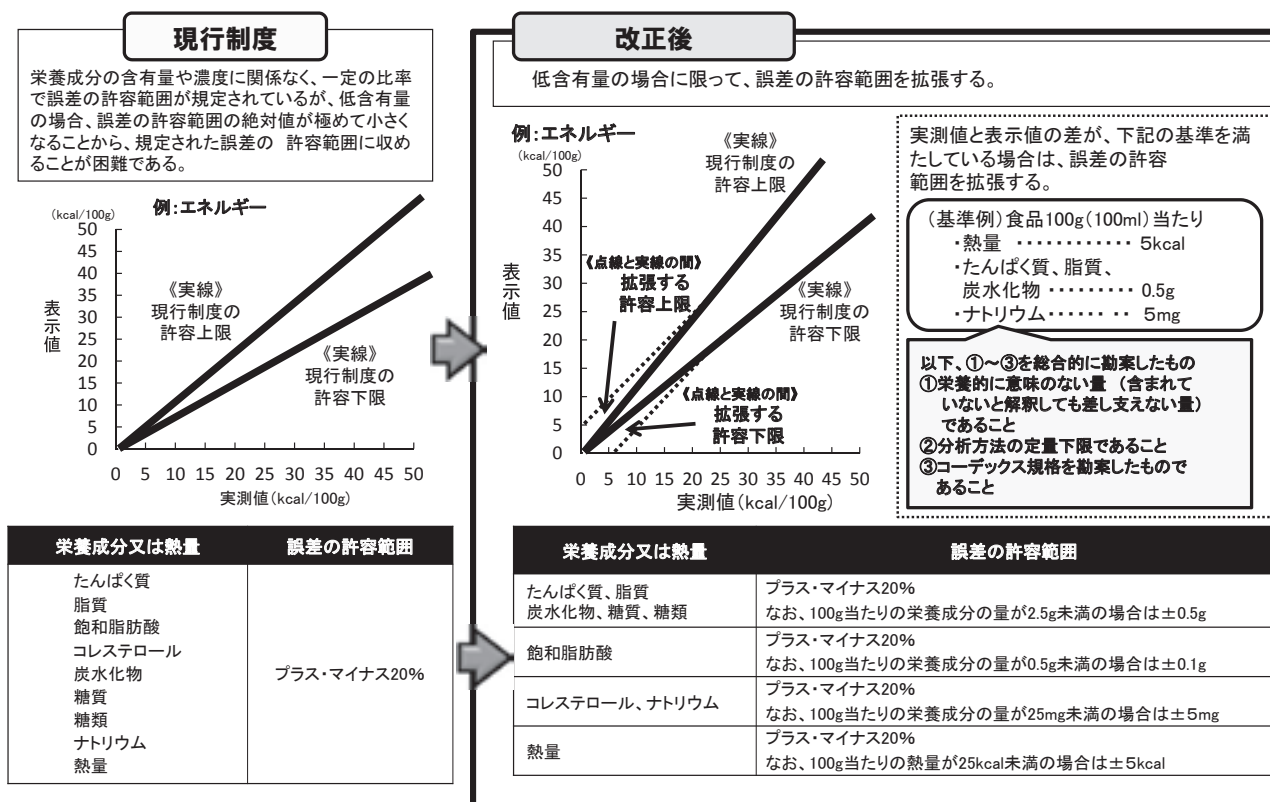 現行制度
栄養成分の含有量や濃度に関係なく、一定の比率
で誤差の許容範囲が規定されているが、低含有量
の場合、誤差の許容範囲の絶対値が極めて小さく
なることから、規定された誤差の 許容範囲に収め
ることが困難である。
例:エネルギー
(kcal/100g)
50
45
40
35
30
25
20
15
10
5
0
表示値
《実線》
現行制度の
許容上限
《実線》
現行制度の
許容下限
0 5 10 15 20 25 30 35 40 45 50
実測値(kcal/100g)
栄養成分又は熱量 誤差の許容範囲
たんぱく質
脂質
飽和脂肪酸
コレステロール
炭水化物
糖質
糖類
ナトリウム
熱量
プラス・マイナス20%
改正後
低含有量の場合に限って、誤差の許容範囲を拡張する。
例:エネルギー
(kcal/100g)
50
45
40
35
30
25
20
15
10
5
0
表示値
《実線》
現行制度の
許容上限
《点線と実線の間》
拡張する
許容上限
《実線》
現行制度の
許容下限
《点線と実線の間》
拡張する
許容下限
0 5 10 15 20 25 30 35 40 45 50
実測値(kcal/100g)
実測値と表示値の差が、下記の基準を満
たしている場合は、誤差の許容
範囲を拡張する。
(基準例)食品100g(100ml)当たり
・熱量 ············ 5kcal
・たんぱく質、脂質、
炭水化物 ········· 0.5g
・ナトリウム······ ·· 5mg
以下、①～③を総合的に勘案したもの
①栄養的に意味のない量 (含まれて
いないと解釈しても差し支えない量)
であること
②分析方法の定量下限であること
③コーデックス規格を勘案したもので
あること
栄養成分又は熱量 誤差の許容範囲
たんぱく質、脂質
炭水化物、糖質、糖類
プラス・マイナス20%
なお、100g当たりの栄養成分の量が2.5g未満の場合は±0.5g
飽和脂肪酸
プラス・マイナス20%
なお、100g当たりの栄養成分の量が0.5g未満の場合は±0.1g
コレステロール、ナトリウム
プラス・マイナス20%
なお、100g当たりの栄養成分の量が25mg未満の場合は±5mg
熱量
プラス・マイナス20%
なお、100g当たりの熱量が25kcal未満の場合は±5kcal